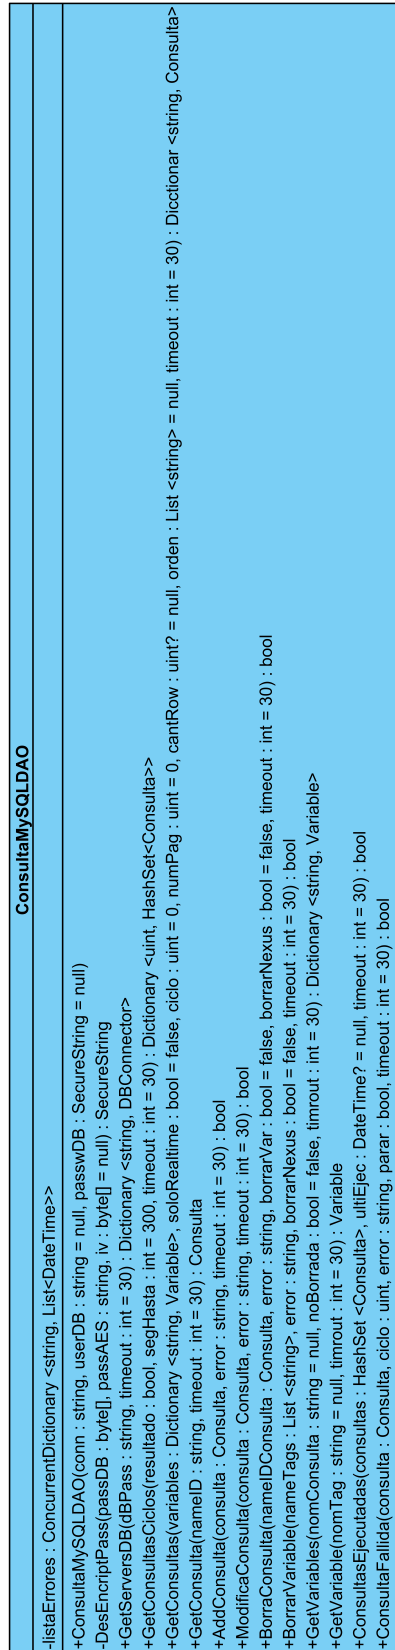 ConsultaMySQLDAO
-listaErrores : ConcurrentDictionary <string, List<DateTime>>
+ConsultaMySQLDAO(conn : string, userDB : string = null, passwDB : SecureString = null)
-DesEncriptPass(passDB : byte[], passAES : string, iv : byte[] = null) : SecureString
+GetServersDB(dBPass : string, timeout : int = 30) : Dictionary <string, DBConnector>
+GetConsultasCiclos(resultado : bool, segHasta : int = 300, timeout : int = 30) : Dictionary <uint, HashSet<Consulta>>
+GetConsultas(variables : Dictionary <string, Variable>, soloRealtime : bool = false, ciclo : uint = 0, numPag : uint = 0, cantRow : uint? = null, orden : List <string> = null, timeout : int = 30) : Dicctionar <string, Consulta>
+GetConsulta(nameID : string, timeout : int = 30) : Consulta
+AddConsulta(consulta : Consulta, error : string, timeout : int = 30) : bool
+ModificaConsulta(consulta : Consulta, error : string, timeout : int = 30) : bool
+BorraConsulta(nameIDConsulta : Consulta, error : string, borrarVar : bool = false, borrarNexus : bool = false, timeout : int = 30) : bool
+BorrarVariable(nameTags : List <string>, error : string, borrarNexus : bool = false, timeout : int = 30) : bool
+GetVariables(nomConsulta : string = null, noBorrada : bool = false, timrout : int = 30) : Dictionary <string, Variable>
+GetVariable(nomTag : string = null, timrout : int = 30) : Variable
+ConsultasEjecutadas(consultas : HashSet <Consulta>, ultiEjec : DateTime? = null, timeout : int = 30) : bool
+ConsultaFallida(consulta : Consulta, ciclo : uint, error : string, parar : bool, timeout : int = 30) : bool